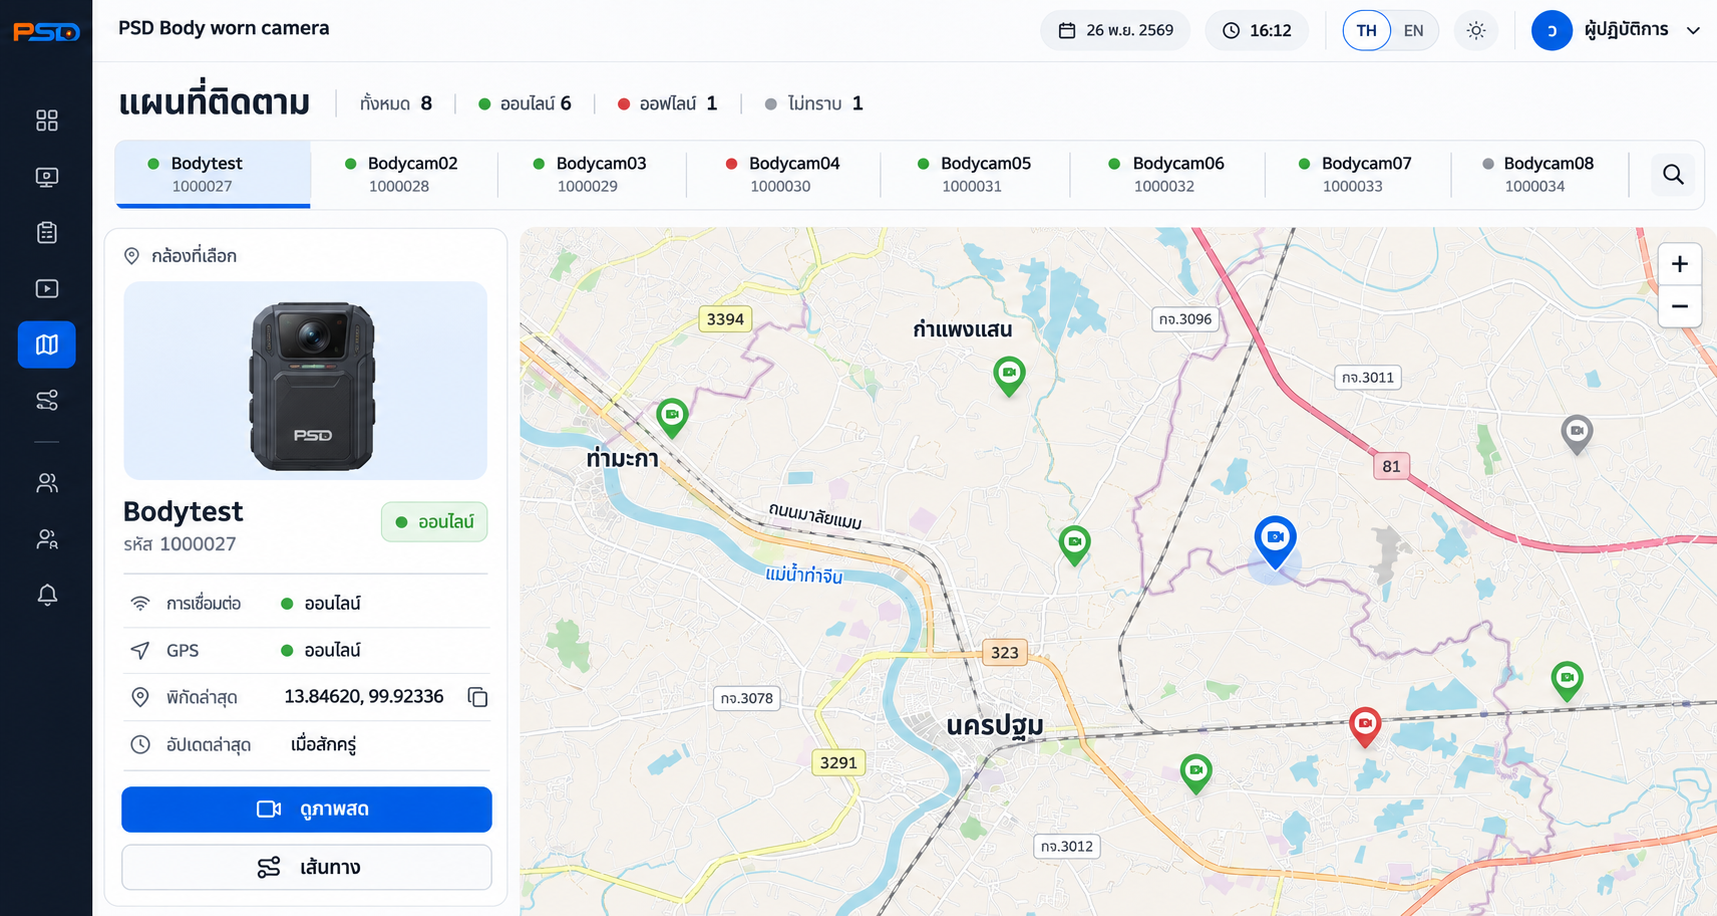 PSD
PSD Body worn camera
26 พ.ย. 2569
16:12
TH
EN
ว
ผู้ปฏิบัติการ
แผนที่ติดตาม
ทั้งหมด 8
ออนไลน์ 6
ออฟไลน์ 1
ไม่ทราบ 1
Bodytest
1000027
Bodycam02
1000028
Bodycam03
1000029
Bodycam04
1000030
Bodycam05
1000031
Bodycam06
1000032
Bodycam07
1000033
Bodycam08
1000034
กล้องที่เลือก
PSD
Bodytest
รหัส 1000027
ออนไลน์
การเชื่อมต่อ ออนไลน์
GPS ออนไลน์
พิกัดล่าสุด 13.84620, 99.92336
อัปเดตล่าสุด เมื่อสักครู่
ดูภาพสด
เส้นทาง
+
−
3394
กำแพงแสน
กจ.3096
กจ.3011
ท่ามะกา
81
ถนนมาลัยแมน
แม่น้ำท่าจีน
323
กจ.3078
นครปฐม
3291
กจ.3012